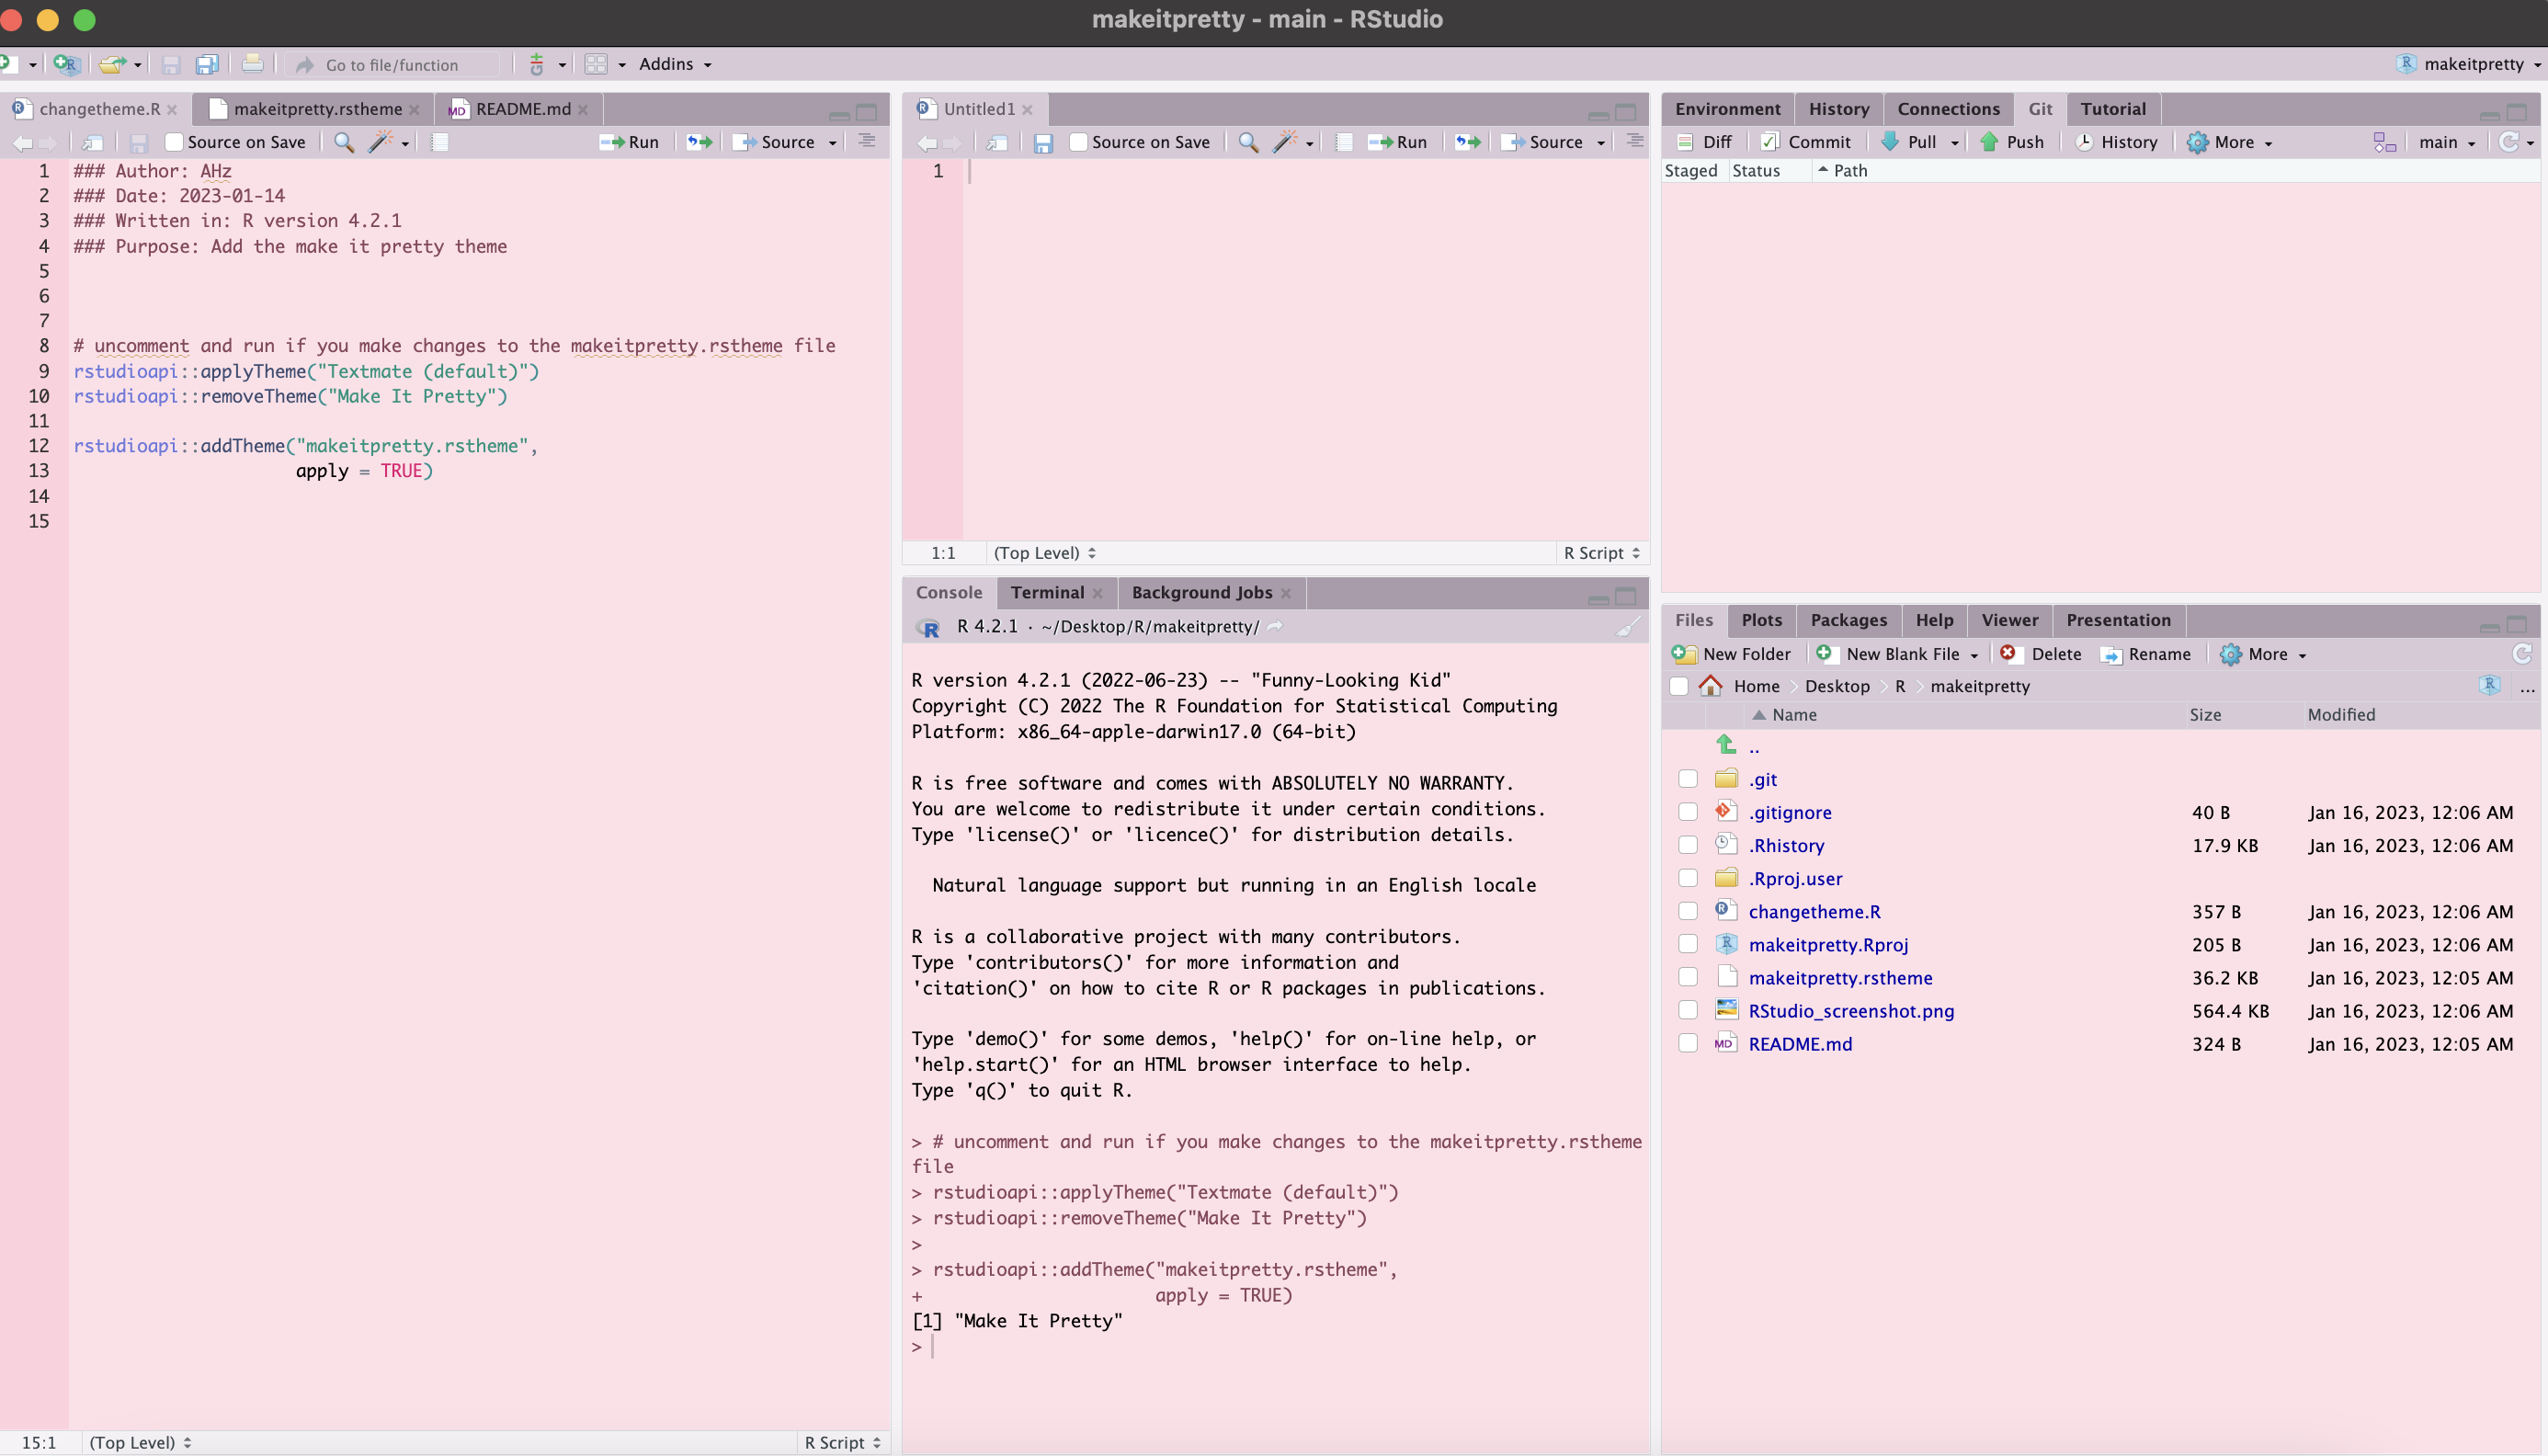 makeitpretty - main - RStudio
Go to file/function
Addins
makeitpretty
changetheme.R
makeitpretty.rstheme
README.md
Source on Save
Run
Source
1 ### Author: AHz
2 ### Date: 2023-01-14
3 ### Written in: R version 4.2.1
4 ### Purpose: Add the make it pretty theme
5
6
7
8 # uncomment and run if you make changes to the makeitpretty.rstheme file
9 rstudioapi::applyTheme("Textmate (default)")
10 rstudioapi::removeTheme("Make It Pretty")
11
12 rstudioapi::addTheme("makeitpretty.rstheme",
13 apply = TRUE)
14
15
15:1 (Top Level) R Script
Untitled1
Source on Save Run Source
1
1:1 (Top Level) R Script
Console Terminal Background Jobs
R 4.2.1 · ~/Desktop/R/makeitpretty/
R version 4.2.1 (2022-06-23) -- "Funny-Looking Kid"
Copyright (C) 2022 The R Foundation for Statistical Computing
Platform: x86_64-apple-darwin17.0 (64-bit)
R is free software and comes with ABSOLUTELY NO WARRANTY.
You are welcome to redistribute it under certain conditions.
Type 'license()' or 'licence()' for distribution details.
Natural language support but running in an English locale
R is a collaborative project with many contributors.
Type 'contributors()' for more information and
'citation()' on how to cite R or R packages in publications.
Type 'demo()' for some demos, 'help()' for on-line help, or
'help.start()' for an HTML browser interface to help.
Type 'q()' to quit R.
> # uncomment and run if you make changes to the makeitpretty.rstheme
file
> rstudioapi::applyTheme("Textmate (default)")
> rstudioapi::removeTheme("Make It Pretty")
>
> rstudioapi::addTheme("makeitpretty.rstheme",
+ apply = TRUE)
[1] "Make It Pretty"
>
Environment History Connections Git Tutorial
Diff Commit Pull Push History More main
Staged Status Path
Files Plots Packages Help Viewer Presentation
New Folder New Blank File Delete Rename More
Home Desktop R makeitpretty ...
Name Size Modified
..
.git
.gitignore 40 B Jan 16, 2023, 12:06 AM
.Rhistory 17.9 KB Jan 16, 2023, 12:06 AM
.Rproj.user
changetheme.R 357 B Jan 16, 2023, 12:06 AM
makeitpretty.Rproj 205 B Jan 16, 2023, 12:06 AM
makeitpretty.rstheme 36.2 KB Jan 16, 2023, 12:05 AM
RStudio_screenshot.png 564.4 KB Jan 16, 2023, 12:06 AM
README.md 324 B Jan 16, 2023, 12:05 AM